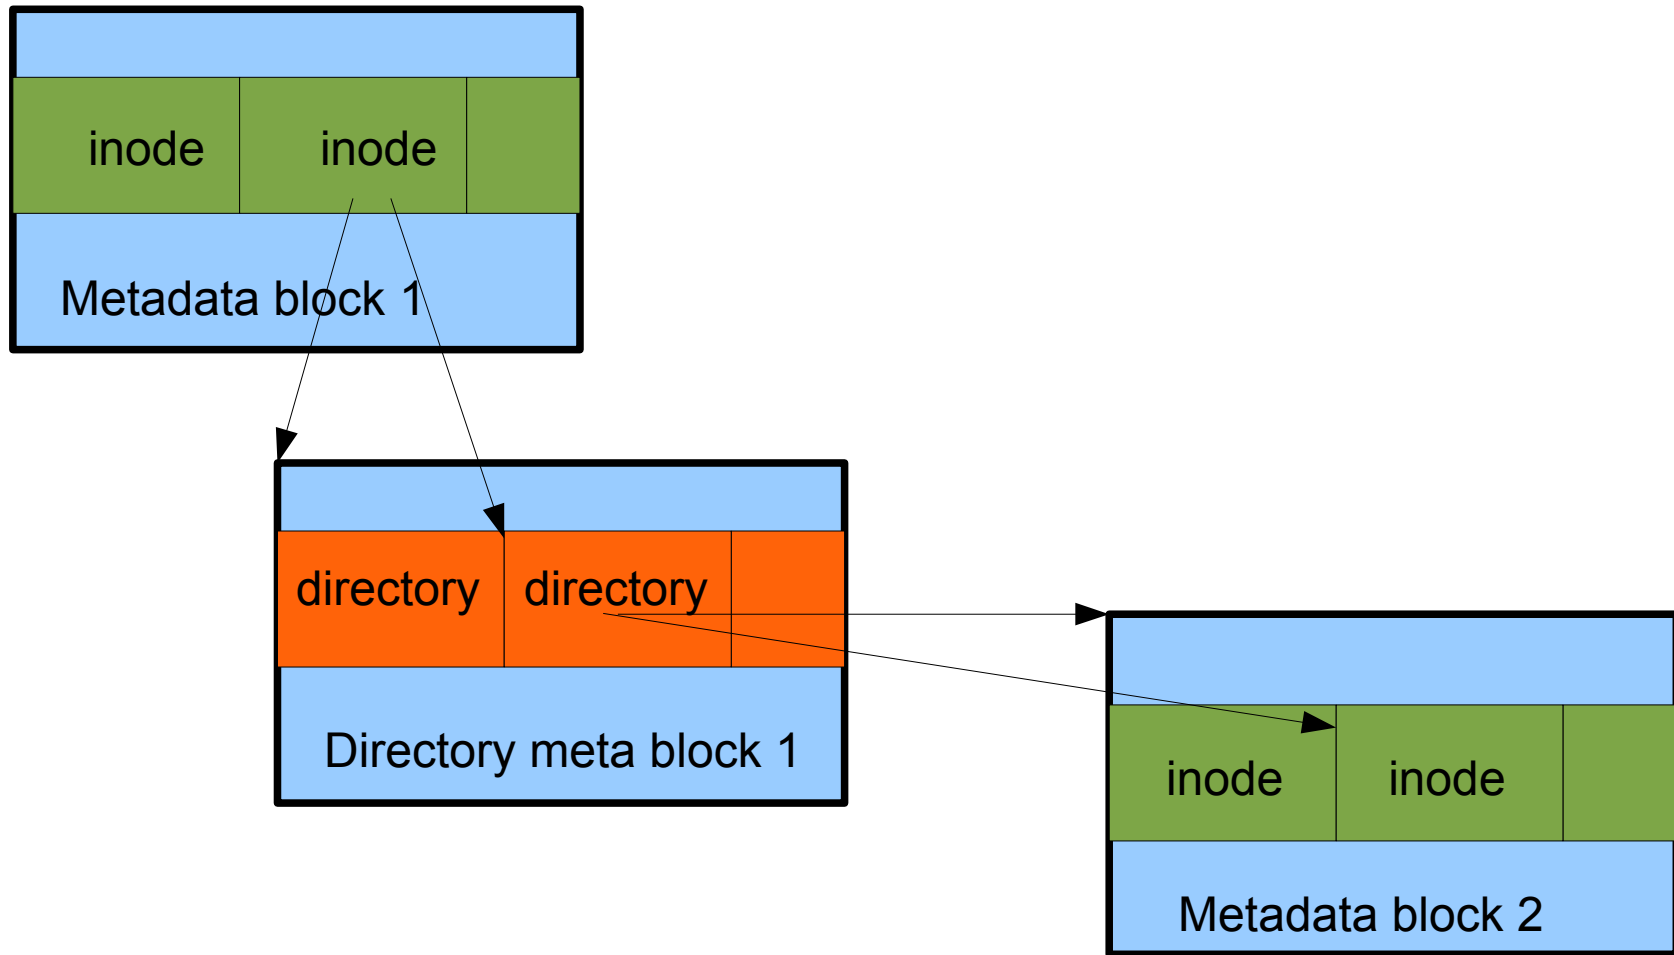 inode inode
Metadata block 1
directory directory
Directory meta block 1
inode inode
Metadata block 2